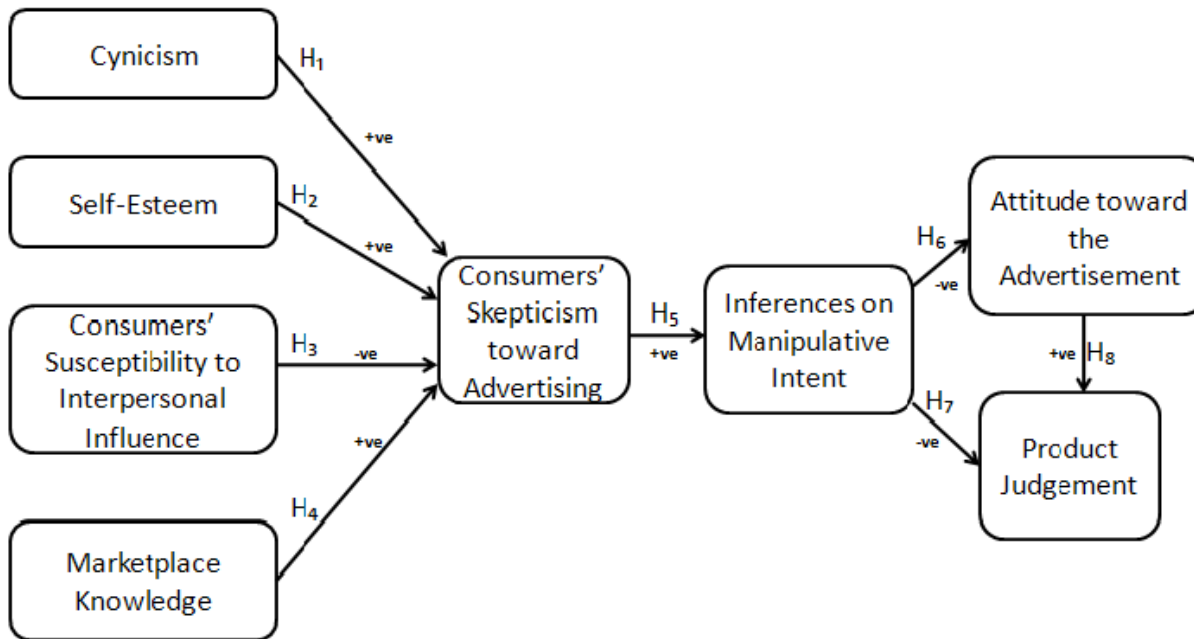 Cynicism
H₁
+ve
Self-Esteem
H₂
+ve
Consumers’
Susceptibility to
Interpersonal
Influence
H₃
-ve
Marketplace
Knowledge
H₄
+ve
Consumers’
Skepticism
toward
Advertising
H₅
+ve
Inferences on
Manipulative
Intent
H₆
-ve
Attitude toward
the
Advertisement
H₇
-ve
+ve H₈
Product
Judgement